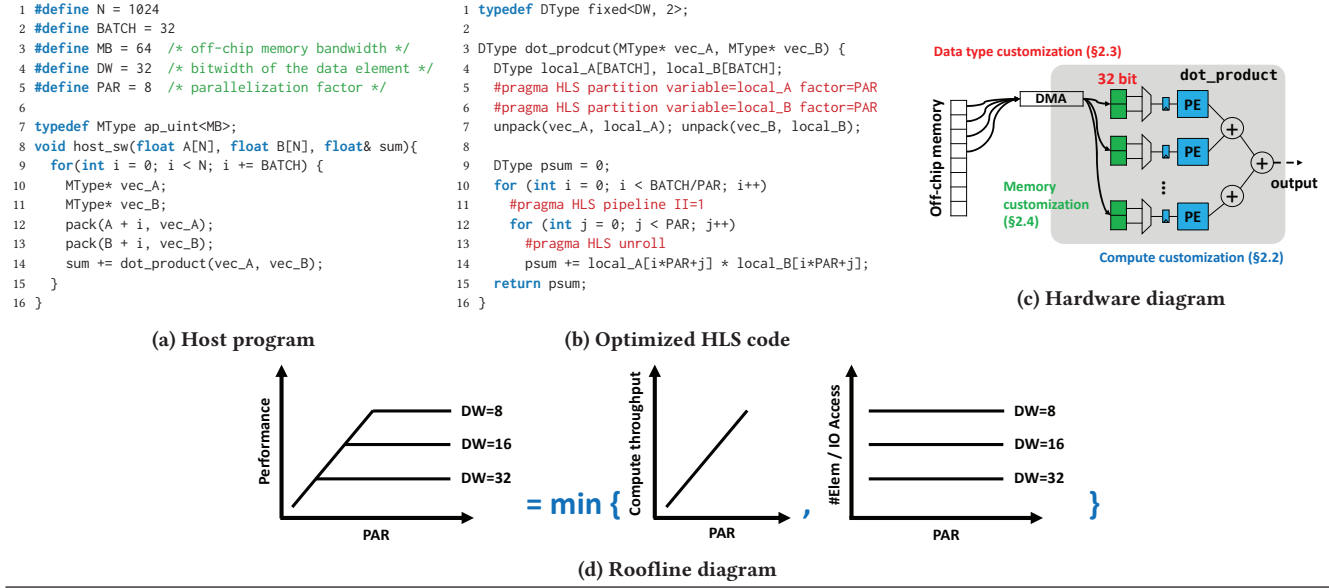 1 #define N = 1024
2 #define BATCH = 32
3 #define MB = 64 /* off-chip memory bandwidth */
4 #define DW = 32 /* bitwidth of the data element */
5 #define PAR = 8 /* parallelization factor */
6
7 typedef MType ap_uint<MB>;
8 void host_sw(float A[N], float B[N], float& sum){
9 for(int i = 0; i < N; i += BATCH) {
10 MType* vec_A;
11 MType* vec_B;
12 pack(A + i, vec_A);
13 pack(B + i, vec_B);
14 sum += dot_product(vec_A, vec_B);
15 }
16 }
(a) Host program
1 typedef DType fixed<DW, 2>;
2
3 DType dot_prodcut(MType* vec_A, MType* vec_B) {
4 DType local_A[BATCH], local_B[BATCH];
5 #pragma HLS partition variable=local_A factor=PAR
6 #pragma HLS partition variable=local_B factor=PAR
7 unpack(vec_A, local_A); unpack(vec_B, local_B);
8
9 DType psum = 0;
10 for (int i = 0; i < BATCH/PAR; i++)
11 #pragma HLS pipeline II=1
12 for (int j = 0; j < PAR; j++)
13 #pragma HLS unroll
14 psum += local_A[i*PAR+j] * local_B[i*PAR+j];
15 return psum;
16 }
(b) Optimized HLS code
Data type customization (§2.3)
32 bit
dot_product
DMA
PE
PE
PE
+
+
+
...
output
Off-chip memory
Memory
customization
(§2.4)
Compute customization (§2.2)
(c) Hardware diagram
Performance
DW=8
DW=16
DW=32
PAR
= min {
Compute throughput
PAR
,
#Elem / IO Access
DW=8
DW=16
DW=32
PAR
}
(d) Roofline diagram